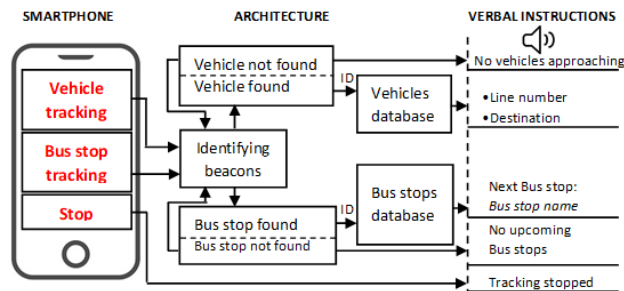 SMARTPHONE
ARCHITECTURE
VERBAL INSTRUCTIONS
Vehicle
tracking
Bus stop
tracking
Stop
Vehicle not found
Vehicle found
ID
Vehicles
database
Identifying
beacons
Bus stop found
Bus stop not found
ID
Bus stops
database
No vehicles approaching
•Line number
•Destination
Next Bus stop:
Bus stop name
No upcoming
Bus stops
Tracking stopped